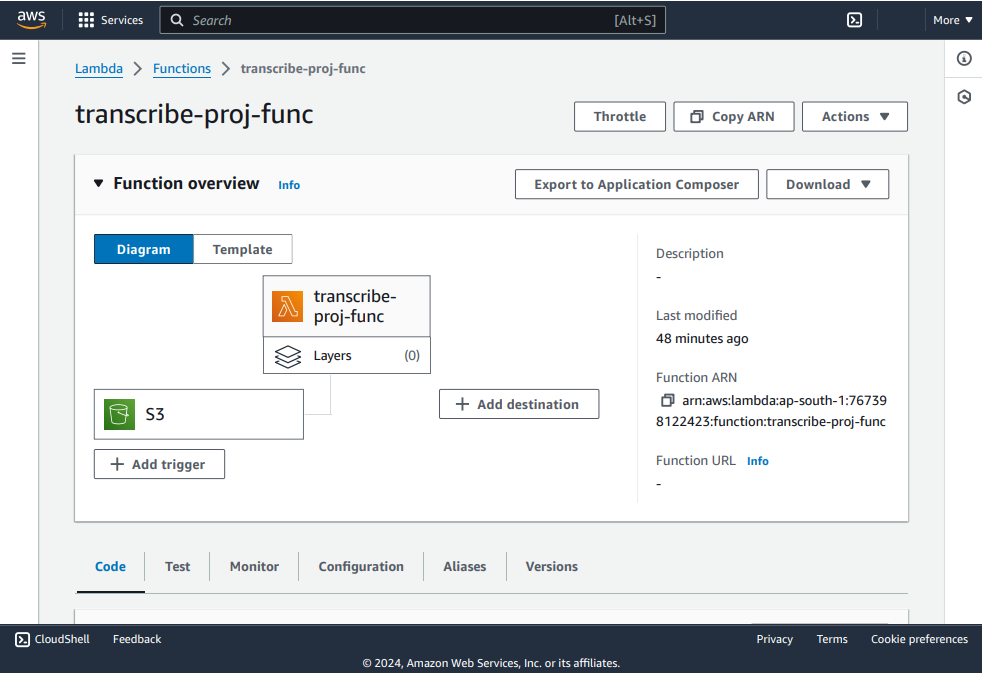 aws Services Search [Alt+S] More
Lambda Functions transcribe-proj-func
transcribe-proj-func Throttle Copy ARN Actions
Function overview Info Export to Application Composer Download
Diagram Template
transcribe-
proj-func
Layers (0)
S3
Add trigger
Add destination
Description
-
Last modified
48 minutes ago
Function ARN
arn:aws:lambda:ap-south-1:76739
8122423:function:transcribe-proj-func
Function URL Info
-
Code Test Monitor Configuration Aliases Versions
CloudShell Feedback Privacy Terms Cookie preferences
© 2024, Amazon Web Services, Inc. or its affiliates.